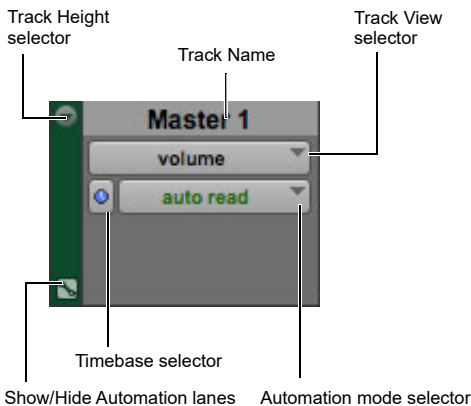 Track Height
selector
Track View
selector
Track Name
Master 1
volume
auto read
Timebase selector
Show/Hide Automation lanes
Automation mode selector